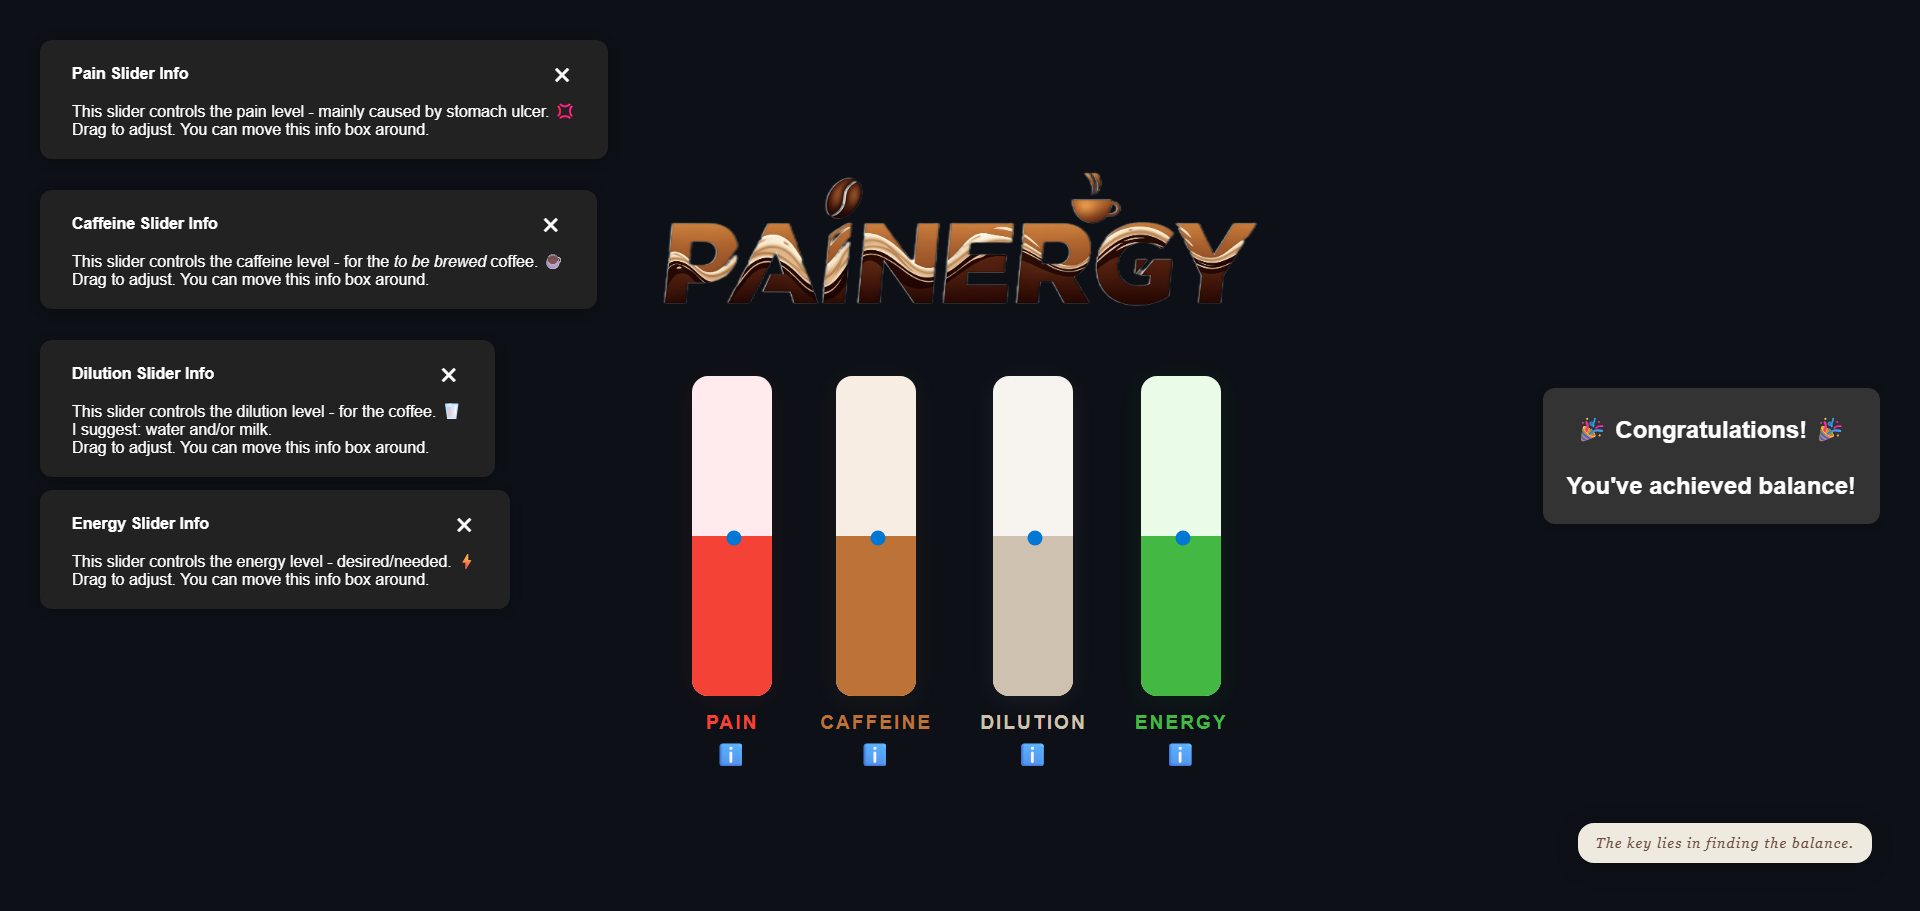 Pain Slider Info
This slider controls the pain level - mainly caused by stomach ulcer. 💢
Drag to adjust. You can move this info box around.
Caffeine Slider Info
This slider controls the caffeine level - for the to be brewed coffee.
Drag to adjust. You can move this info box around.
Dilution Slider Info
This slider controls the dilution level - for the coffee.
I suggest: water and/or milk.
Drag to adjust. You can move this info box around.
Energy Slider Info
This slider controls the energy level - desired/needed. ⚡
Drag to adjust. You can move this info box around.
PAINERGY
PAIN
CAFFEINE
DILUTION
ENERGY
🎉 Congratulations! 🎉
You've achieved balance!
The key lies in finding the balance.